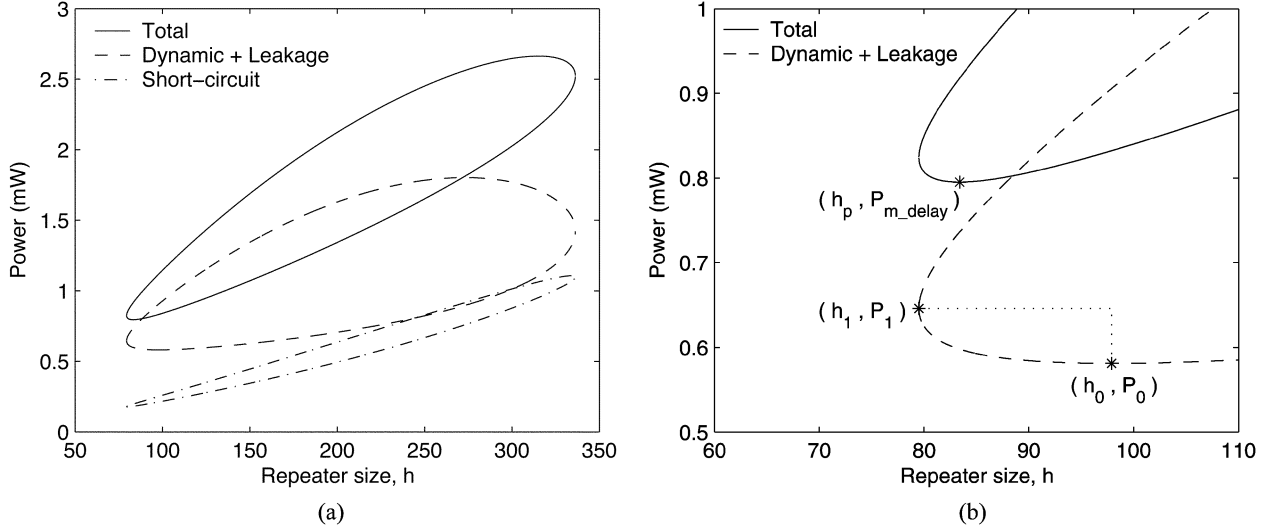 3
2.5
2
1.5
1
0.5
0
Power (mW)
Total
Dynamic + Leakage
Short−circuit
50 100 150 200 250 300 350
Repeater size, h
(a)
1
0.9
0.8
0.7
0.6
0.5
Power (mW)
Total
Dynamic + Leakage
( h_p , P_m_delay )
( h_1 , P_1 )
( h_0 , P_0 )
60 70 80 90 100 110
Repeater size, h
(b)